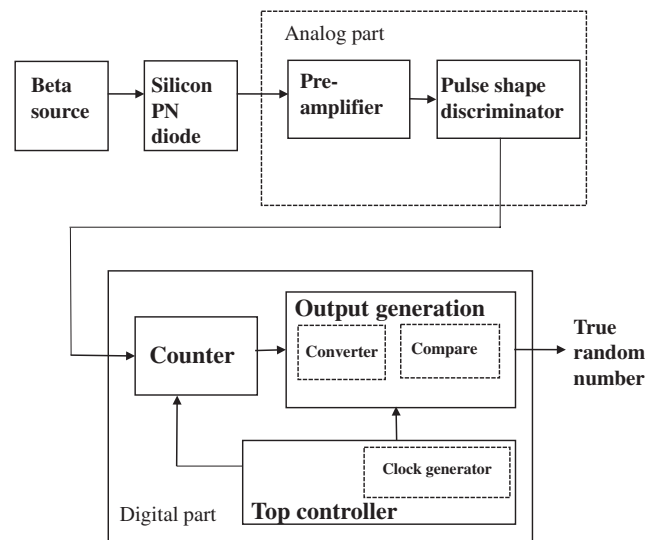 Analog part
Beta
source
Silicon
PN
diode
Pre-
amplifier
Pulse shape
discriminator
Output generation
Counter
Converter
Compare
True
random
number
Clock generator
Digital part
Top controller